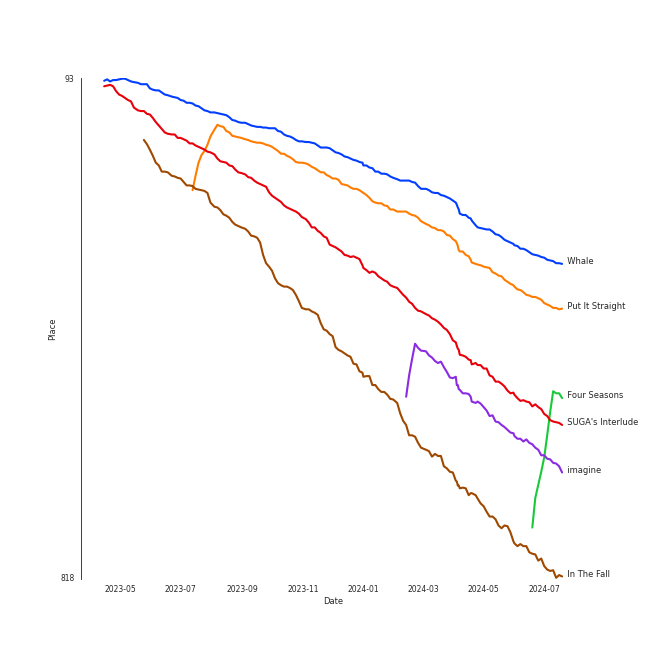 93
Whale
Put It Straight
Place
Four Seasons
SUGA's Interlude
imagine
In The Fall
818
2023-05 2023-07 2023-09 2023-11 2024-01 2024-03 2024-05 2024-07
Date